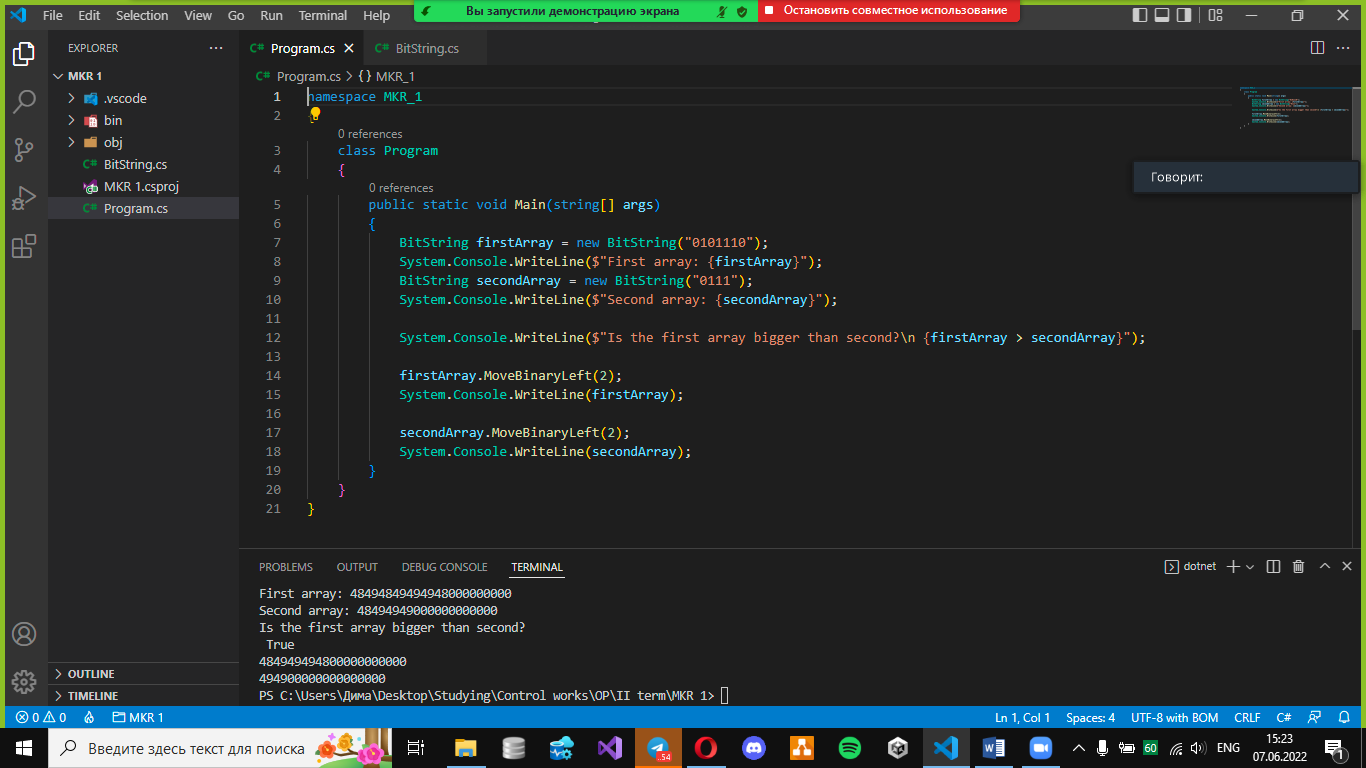 File Edit Selection View Go Run Terminal Help
Вы запустили демонстрацию экрана
Остановить совместное использование
EXPLORER
MKR 1
.vscode
bin
obj
BitString.cs
MKR 1.csproj
Program.cs
OUTLINE
TIMELINE
C# Program.cs
C# BitString.cs
C# Program.cs > {} MKR_1
1 namespace MKR_1
2 {
0 references
3 class Program
4 {
0 references
5 public static void Main(string[] args)
6 {
7 BitString firstArray = new BitString("0101110");
8 System.Console.WriteLine($"First array: {firstArray}");
9 BitString secondArray = new BitString("0111");
10 System.Console.WriteLine($"Second array: {secondArray}");
11
12 System.Console.WriteLine($"Is the first array bigger than second?\n {firstArray > secondArray}");
13
14 firstArray.MoveBinaryLeft(2);
15 System.Console.WriteLine(firstArray);
16
17 secondArray.MoveBinaryLeft(2);
18 System.Console.WriteLine(secondArray);
19 }
20 }
21 }
Говорит:
PROBLEMS OUTPUT DEBUG CONSOLE TERMINAL
dotnet
First array: 48494849494948000000000
Second array: 48494949000000000000
Is the first array bigger than second?
True
484949494800000000000
494900000000000000
PS C:\Users\Дима\Desktop\Studying\Control works\OP\II term\MKR 1>
0 0 MKR 1
Ln 1, Col 1 Spaces: 4 UTF-8 with BOM CRLF C#
Введите здесь текст для поиска
.54
60
ENG
15:23
07.06.2022
1